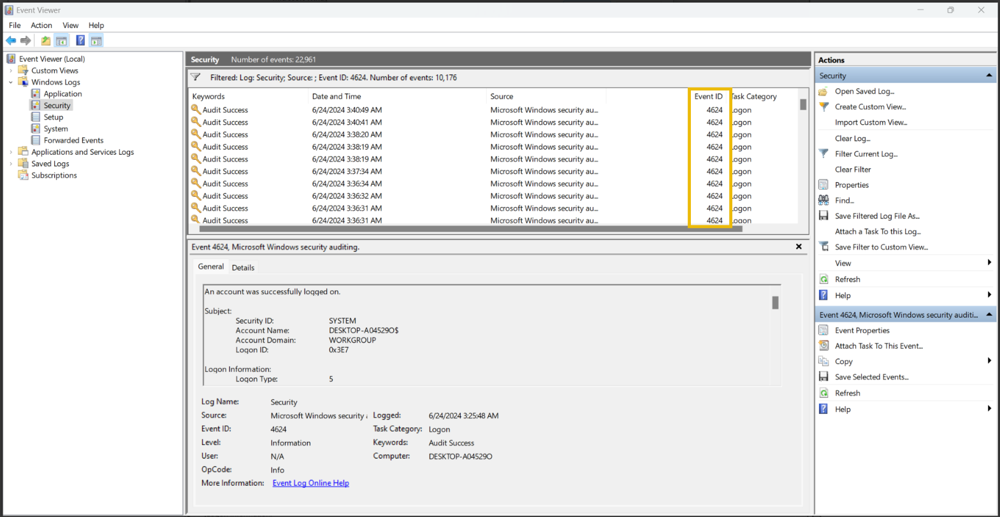 Event Viewer
File Action View Help
Event Viewer (Local)
Custom Views
Windows Logs
Application
Security
Setup
System
Forwarded Events
Applications and Services Logs
Saved Logs
Subscriptions
Security Number of events: 22,961
Filtered: Log: Security; Source: ; Event ID: 4624. Number of events: 10,176
Keywords Date and Time Source Event ID Task Category
Audit Success 6/24/2024 3:40:49 AM Microsoft Windows security au... 4624 Logon
Audit Success 6/24/2024 3:40:41 AM Microsoft Windows security au... 4624 Logon
Audit Success 6/24/2024 3:38:20 AM Microsoft Windows security au... 4624 Logon
Audit Success 6/24/2024 3:38:19 AM Microsoft Windows security au... 4624 Logon
Audit Success 6/24/2024 3:38:19 AM Microsoft Windows security au... 4624 Logon
Audit Success 6/24/2024 3:37:34 AM Microsoft Windows security au... 4624 Logon
Audit Success 6/24/2024 3:36:34 AM Microsoft Windows security au... 4624 Logon
Audit Success 6/24/2024 3:36:32 AM Microsoft Windows security au... 4624 Logon
Audit Success 6/24/2024 3:36:31 AM Microsoft Windows security au... 4624 Logon
Audit Success 6/24/2024 3:36:31 AM Microsoft Windows security au... 4624 Logon
Event 4624, Microsoft Windows security auditing.
General Details
An account was successfully logged on.
Subject:
Security ID: SYSTEM
Account Name: DESKTOP-A04529O$
Account Domain: WORKGROUP
Logon ID: 0x3E7
Logon Information:
Logon Type: 5
Log Name: Security
Source: Microsoft Windows security a Logged: 6/24/2024 3:25:48 AM
Event ID: 4624 Task Category: Logon
Level: Information Keywords: Audit Success
User: N/A Computer: DESKTOP-A04529O
OpCode: Info
More Information: Event Log Online Help
Actions
Security
Open Saved Log...
Create Custom View...
Import Custom View...
Clear Log...
Filter Current Log...
Clear Filter
Properties
Find...
Save Filtered Log File As...
Attach a Task To this Log...
Save Filter to Custom View...
View
Refresh
Help
Event 4624, Microsoft Windows security auditi...
Event Properties
Attach Task To This Event...
Copy
Save Selected Events...
Refresh
Help